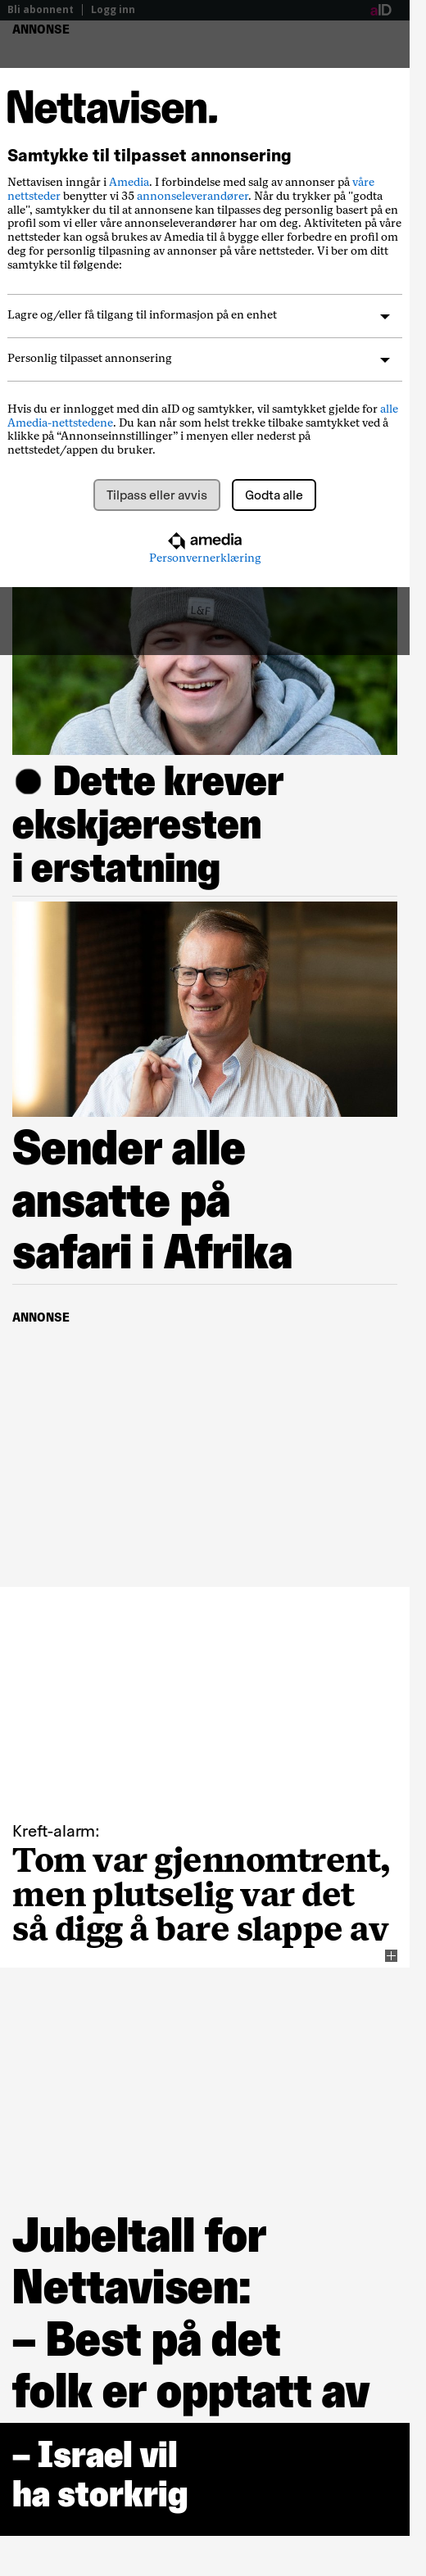 Bli abonnent | Logg inn
aID
ANNONSE
Nettavisen.
Samtykke til tilpasset annonsering
Nettavisen inngår i Amedia. I forbindelse med salg av annonser på våre
nettsteder benytter vi 35 annonseleverandører. Når du trykker på "godta
alle", samtykker du til at annonsene kan tilpasses deg personlig basert på en
profil som vi eller våre annonseleverandører har om deg. Aktiviteten på våre
nettsteder kan også brukes av Amedia til å bygge eller forbedre en profil om
deg for personlig tilpasning av annonser på våre nettsteder. Vi ber om ditt
samtykke til følgende:
Lagre og/eller få tilgang til informasjon på en enhet
Personlig tilpasset annonsering
Hvis du er innlogget med din aID og samtykker, vil samtykket gjelde for alle
Amedia-nettstedene. Du kan når som helst trekke tilbake samtykket ved å
klikke på “Annonseinnstillinger” i menyen eller nederst på
nettstedet/appen du bruker.
Tilpass eller avvis
Godta alle
amedia
Personvernerklæring
L&F
Dette krever
ekskjæresten
i erstatning
Sender alle
ansatte på
safari i Afrika
ANNONSE
Kreft-alarm:
Tom var gjennomtrent,
men plutselig var det
så digg å bare slappe av
Jubeltall for
Nettavisen:
– Best på det
folk er opptatt av
– Israel vil
ha storkrig